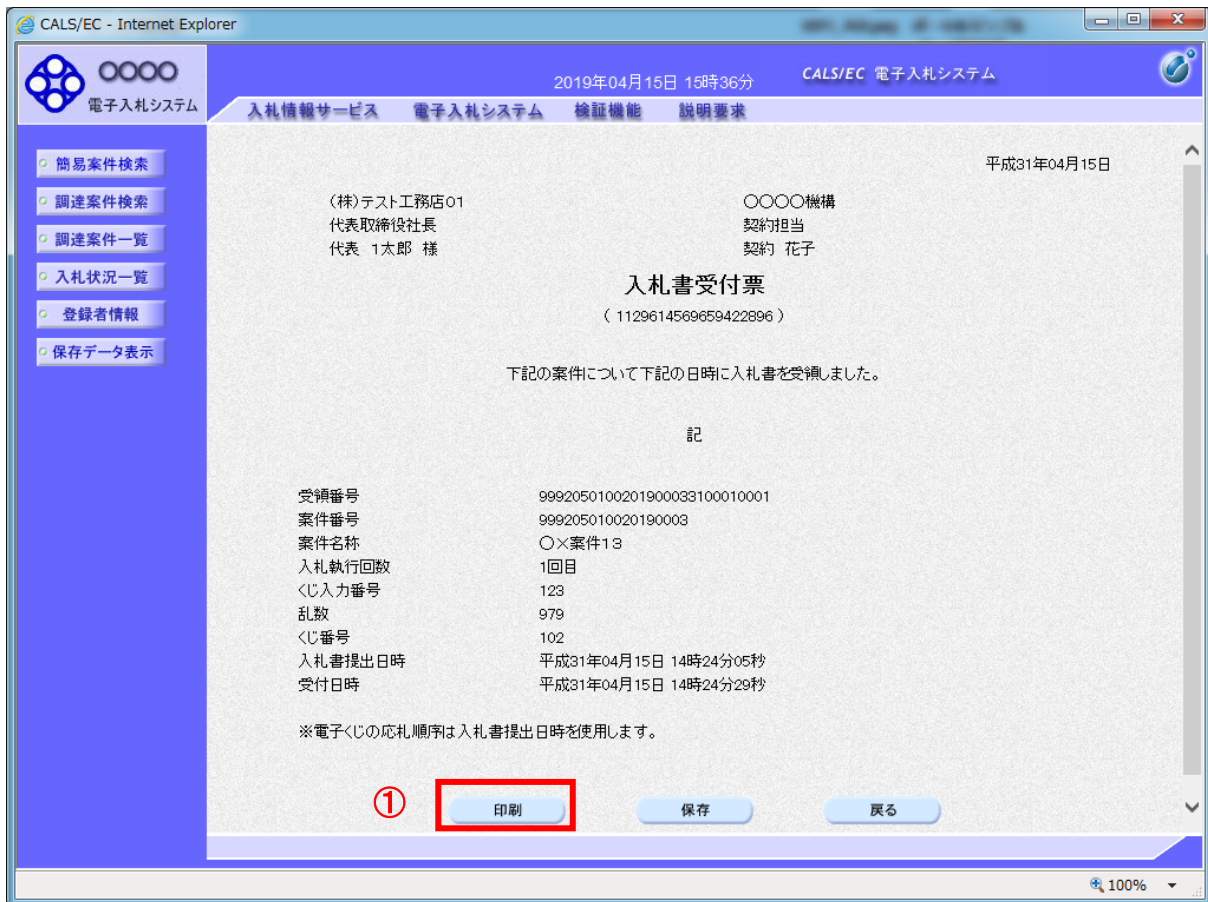 CALS/EC - Internet Explorer
OOOO
電子入札システム
2019年04月15日 15時36分
CALS/EC 電子入札システム
入札情報サービス 電子入札システム 検証機能 説明要求
簡易案件検索
調達案件検索
調達案件一覧
入札状況一覧
登録者情報
保存データ表示
平成31年04月15日
(株)テスト工務店01
代表取締役社長
代表 1太郎 様
○○○○機構
契約担当
契約 花子
入札書受付票
( 1129614569659422896 )
下記の案件について下記の日時に入札書を受領しました。
記
受領番号 99920501002019000033100010001
案件番号 999205010020190003
案件名称 ○×案件13
入札執行回数 1回目
くじ入力番号 123
乱数 979
くじ番号 102
入札書提出日時 平成31年04月15日 14時24分05秒
受付日時 平成31年04月15日 14時24分29秒
※電子くじの応札順序は入札書提出日時を使用します。
① 印刷 保存 戻る
100%